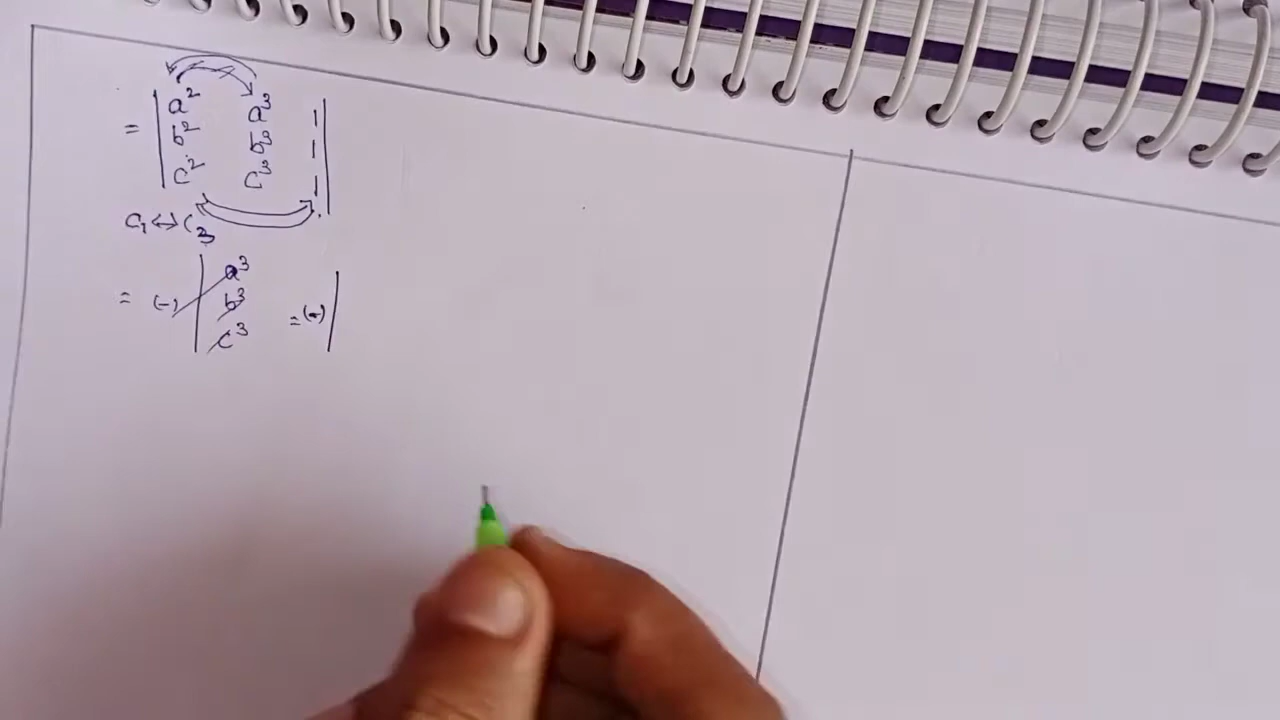 = | a² a³ 1 |
| b² b³ 1 |
| c² c³ 1 |
C₁ ↔ C₃
= (-) | a³
b³ = (-) |
c³